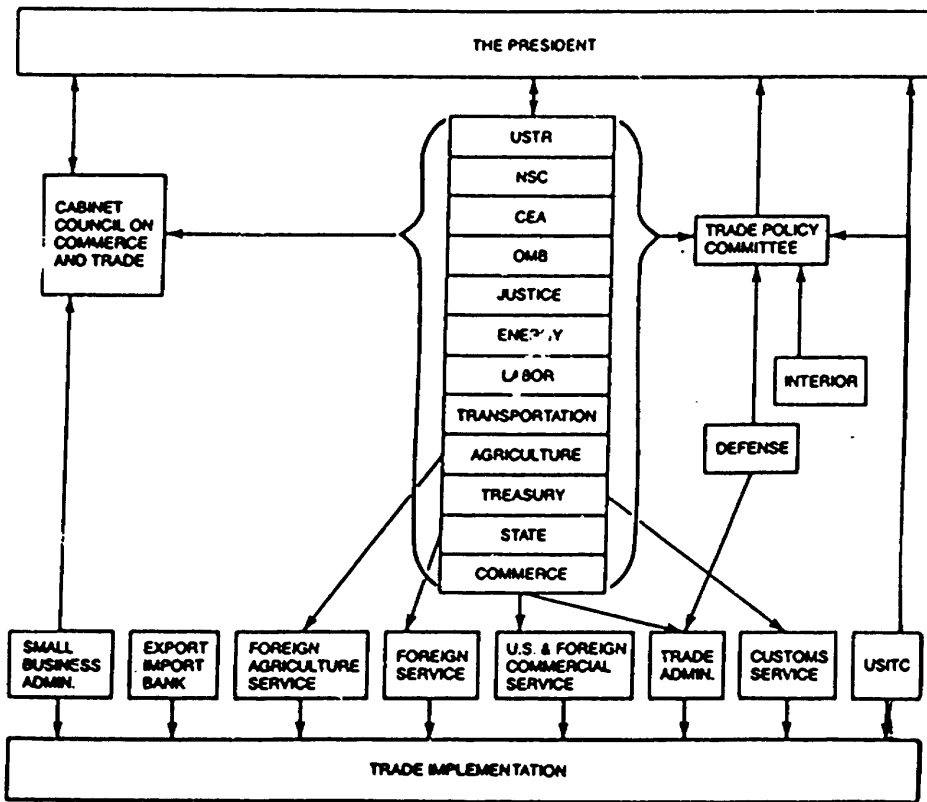 THE PRESIDENT
USTR
NSC
CEA
OMB
JUSTICE
ENERGY
LABOR
TRANSPORTATION
AGRICULTURE
TREASURY
STATE
COMMERCE
CABINET
COUNCIL ON
COMMERCE
AND TRADE
TRADE POLICY
COMMITTEE
INTERIOR
DEFENSE
SMALL
BUSINESS
ADMIN.
EXPORT
IMPORT
BANK
FOREIGN
AGRICULTURE
SERVICE
FOREIGN
SERVICE
U.S. & FOREIGN
COMMERCIAL
SERVICE
TRADE
ADMIN.
CUSTOMS
SERVICE
USITC
TRADE IMPLEMENTATION